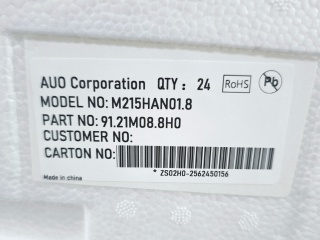 AUO Corporation QTY: 24 RoHS Pb
MODEL NO: M215HAN01.8
PART NO: 91.21M08.8H0
CUSTOMER NO:
CARTON NO:
* ZS02H0-2562450156
Made in china